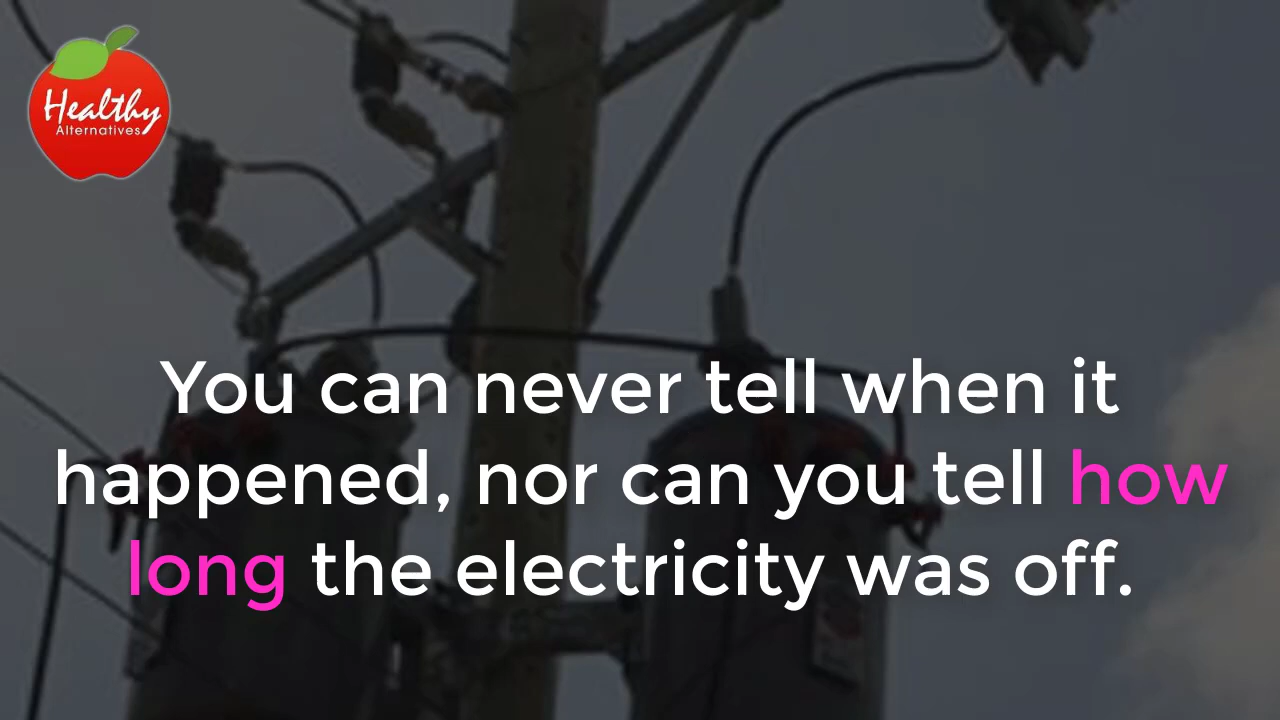 Healthy
Alternatives
You can never tell when it
happened, nor can you tell how
long the electricity was off.